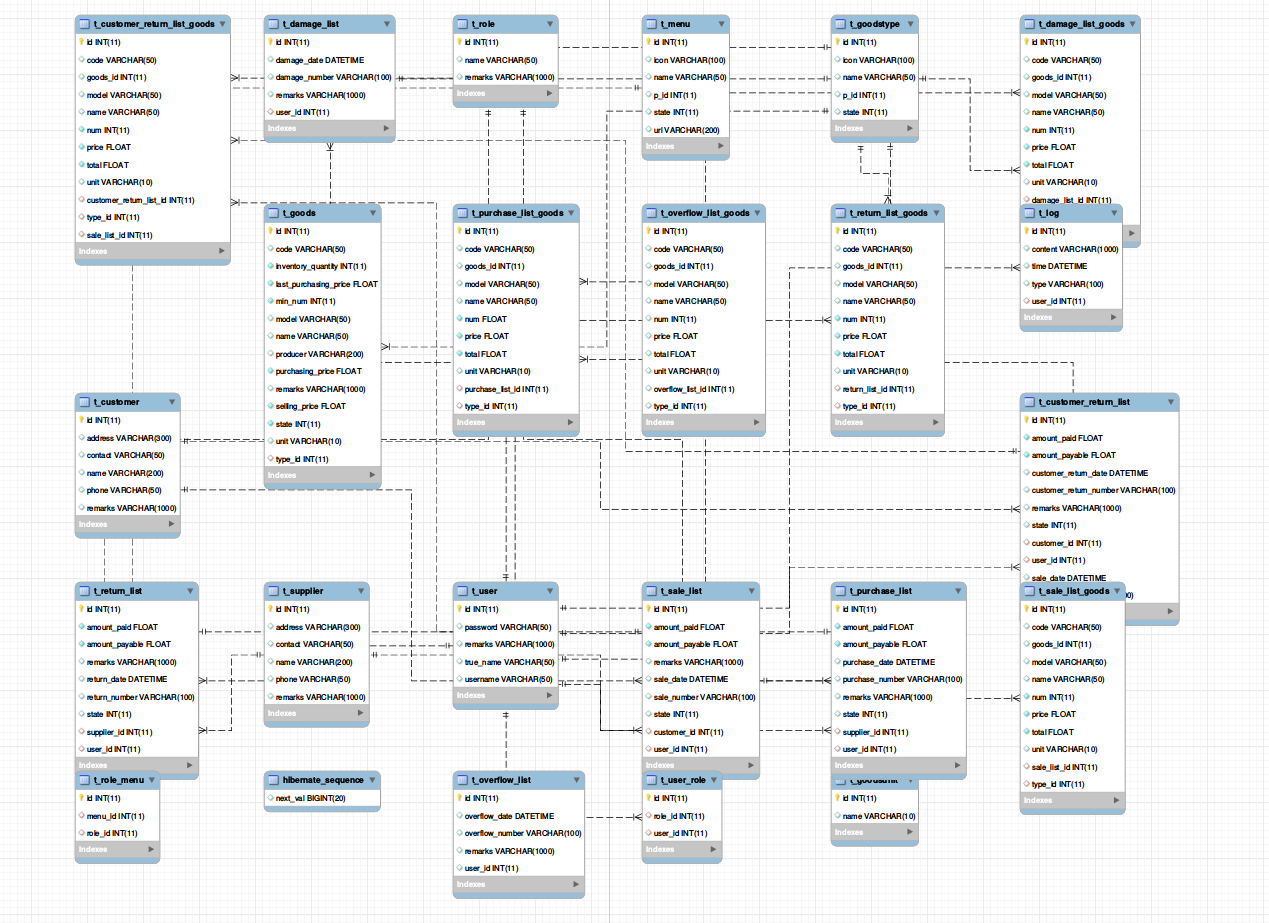 t_customer_return_list_goods
id INT(11)
code VARCHAR(50)
goods_id INT(11)
model VARCHAR(50)
name VARCHAR(50)
num INT(11)
price FLOAT
total FLOAT
unit VARCHAR(10)
customer_return_list_id INT(11)
type_id INT(11)
sale_list_id INT(11)
Indexes
t_damage_list
id INT(11)
damage_date DATETIME
damage_number VARCHAR(100)
remarks VARCHAR(1000)
user_id INT(11)
Indexes
t_role
id INT(11)
name VARCHAR(50)
remarks VARCHAR(1000)
Indexes
t_menu
id INT(11)
icon VARCHAR(100)
name VARCHAR(50)
p_id INT(11)
state INT(11)
url VARCHAR(200)
Indexes
t_goodstype
id INT(11)
icon VARCHAR(100)
name VARCHAR(50)
p_id INT(11)
state INT(11)
Indexes
t_damage_list_goods
id INT(11)
code VARCHAR(50)
goods_id INT(11)
model VARCHAR(50)
name VARCHAR(50)
num INT(11)
price FLOAT
total FLOAT
unit VARCHAR(10)
damage_list_id INT(11)
t_goods
id INT(11)
code VARCHAR(50)
inventory_quantity INT(11)
last_purchasing_price FLOAT
min_num INT(11)
model VARCHAR(50)
name VARCHAR(50)
producer VARCHAR(200)
purchasing_price FLOAT
remarks VARCHAR(1000)
selling_price FLOAT
state INT(11)
unit VARCHAR(10)
type_id INT(11)
Indexes
t_purchase_list_goods
id INT(11)
code VARCHAR(50)
goods_id INT(11)
model VARCHAR(50)
name VARCHAR(50)
num FLOAT
price FLOAT
total FLOAT
unit VARCHAR(10)
purchase_list_id INT(11)
type_id INT(11)
Indexes
t_overflow_list_goods
id INT(11)
code VARCHAR(50)
goods_id INT(11)
model VARCHAR(50)
name VARCHAR(50)
num INT(11)
price FLOAT
total FLOAT
unit VARCHAR(10)
overflow_list_id INT(11)
type_id INT(11)
Indexes
t_return_list_goods
id INT(11)
code VARCHAR(50)
goods_id INT(11)
model VARCHAR(50)
name VARCHAR(50)
num INT(11)
price FLOAT
total FLOAT
unit VARCHAR(10)
return_list_id INT(11)
type_id INT(11)
Indexes
t_log
id INT(11)
content VARCHAR(1000)
time DATETIME
type VARCHAR(100)
user_id INT(11)
Indexes
t_customer
id INT(11)
address VARCHAR(300)
contact VARCHAR(50)
name VARCHAR(200)
phone VARCHAR(50)
remarks VARCHAR(1000)
Indexes
t_customer_return_list
id INT(11)
amount_paid FLOAT
amount_payable FLOAT
customer_return_date DATETIME
customer_return_number VARCHAR(100)
remarks VARCHAR(1000)
state INT(11)
customer_id INT(11)
user_id INT(11)
sale_date DATETIME
t_return_list
id INT(11)
amount_paid FLOAT
amount_payable FLOAT
remarks VARCHAR(1000)
return_date DATETIME
return_number VARCHAR(100)
state INT(11)
supplier_id INT(11)
user_id INT(11)
Indexes
t_supplier
id INT(11)
address VARCHAR(300)
contact VARCHAR(50)
name VARCHAR(200)
phone VARCHAR(50)
remarks VARCHAR(1000)
Indexes
t_user
id INT(11)
password VARCHAR(50)
remarks VARCHAR(1000)
true_name VARCHAR(50)
username VARCHAR(50)
Indexes
t_sale_list
id INT(11)
amount_paid FLOAT
amount_payable FLOAT
remarks VARCHAR(1000)
sale_date DATETIME
sale_number VARCHAR(100)
state INT(11)
customer_id INT(11)
user_id INT(11)
Indexes
t_purchase_list
id INT(11)
amount_paid FLOAT
amount_payable FLOAT
purchase_date DATETIME
purchase_number VARCHAR(100)
remarks VARCHAR(1000)
state INT(11)
supplier_id INT(11)
user_id INT(11)
Indexes
t_sale_list_goods
id INT(11)
code VARCHAR(50)
goods_id INT(11)
model VARCHAR(50)
name VARCHAR(50)
num INT(11)
price FLOAT
total FLOAT
unit VARCHAR(10)
sale_list_id INT(11)
type_id INT(11)
Indexes
t_role_menu
id INT(11)
menu_id INT(11)
role_id INT(11)
Indexes
hibernate_sequence
next_val BIGINT(20)
t_overflow_list
id INT(11)
overflow_date DATETIME
overflow_number VARCHAR(100)
remarks VARCHAR(1000)
user_id INT(11)
Indexes
t_user_role
id INT(11)
role_id INT(11)
user_id INT(11)
Indexes
id INT(11)
name VARCHAR(10)
Indexes